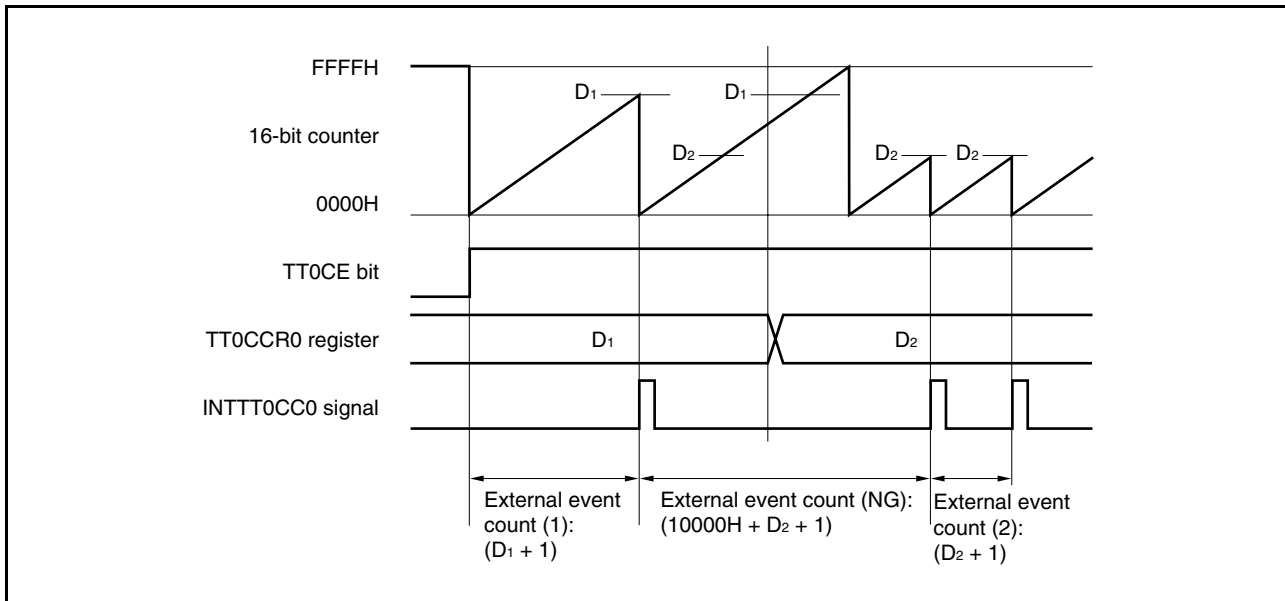 FFFFH
D1
D1
16-bit counter
D2
D2
D2
0000H
TT0CE bit
TT0CCR0 register
D1
D2
INTTT0CC0 signal
External event
count (1):
(D1 + 1)
External event count (NG):
(10000H + D2 + 1)
External event
count (2):
(D2 + 1)